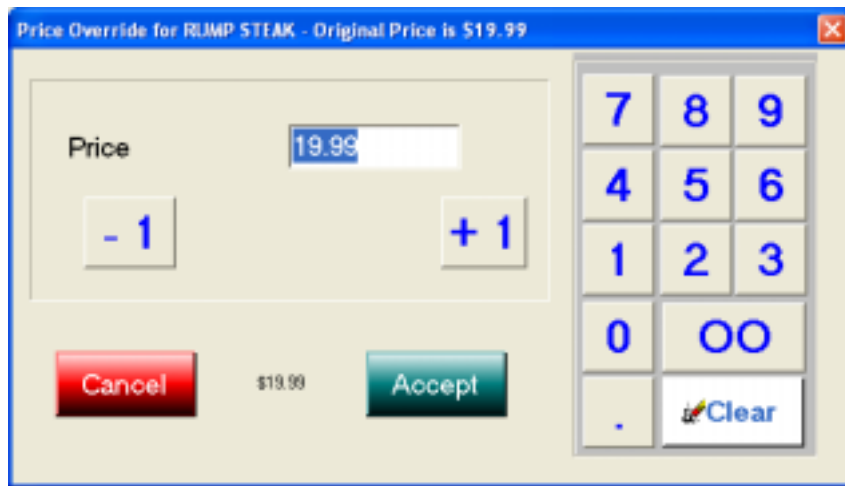 Price Override for RUMP STEAK - Original Price is $19.99
Price 19.99
- 1 + 1
Cancel $19.99 Accept
7 8 9
4 5 6
1 2 3
0 00
. Clear